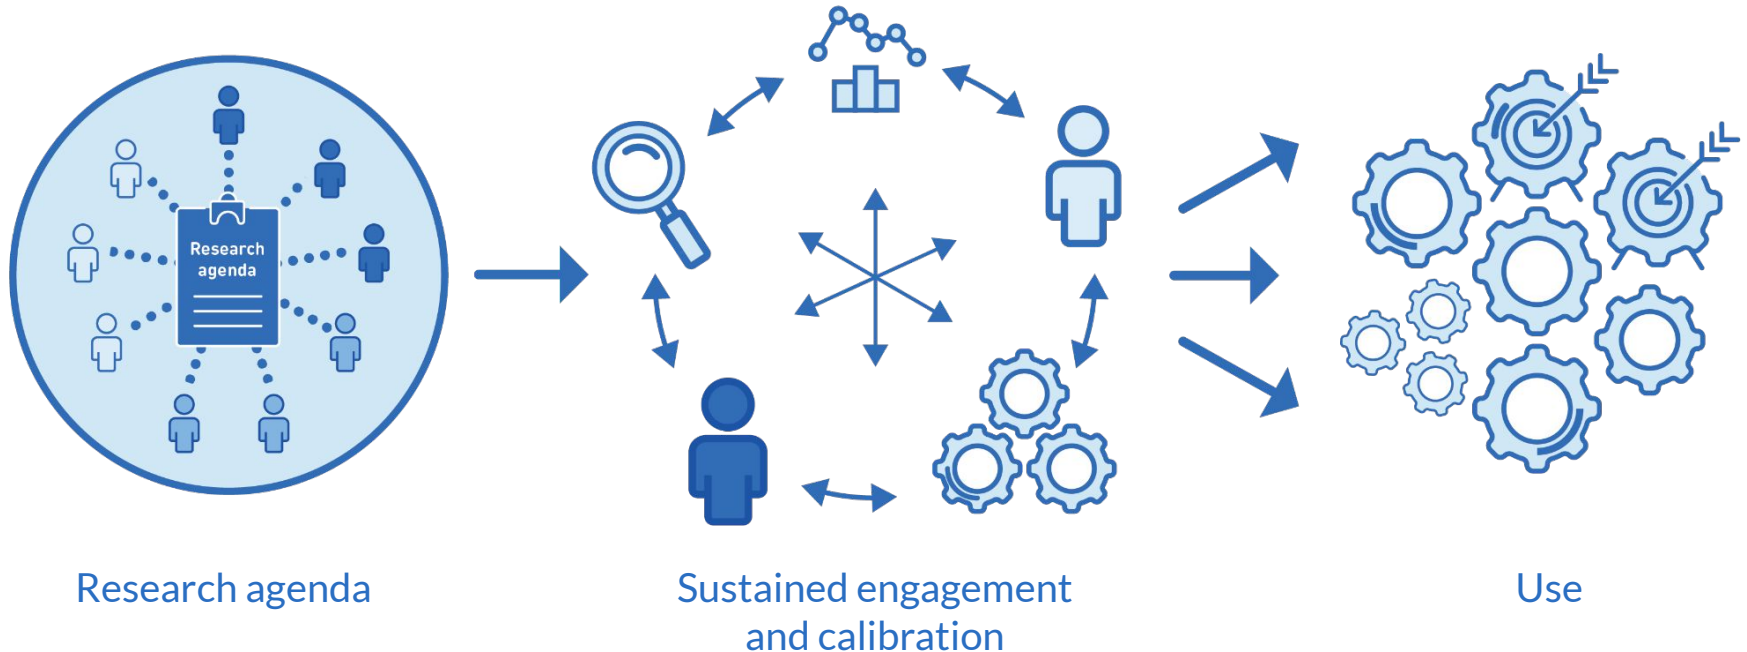 Research
agenda
Research agenda
Sustained engagement
and calibration
Use